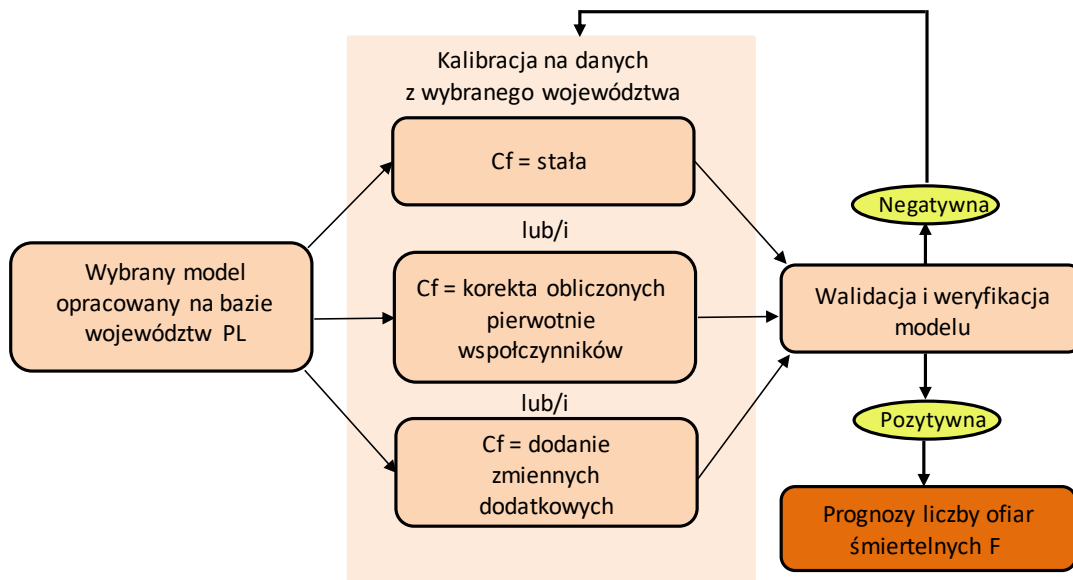 Kalibracja na danych
z wybranego województwa
Cf = stała
lub/i
Wybrany model
opracowany na bazie
województw PL
Cf = korekta obliczonych
pierwotnie
wspołczynników
lub/i
Cf = dodanie
zmiennych
dodatkowych
Negatywna
Walidacja i weryfikacja
modelu
Pozytywna
Prognozy liczby ofiar
śmiertelnych F